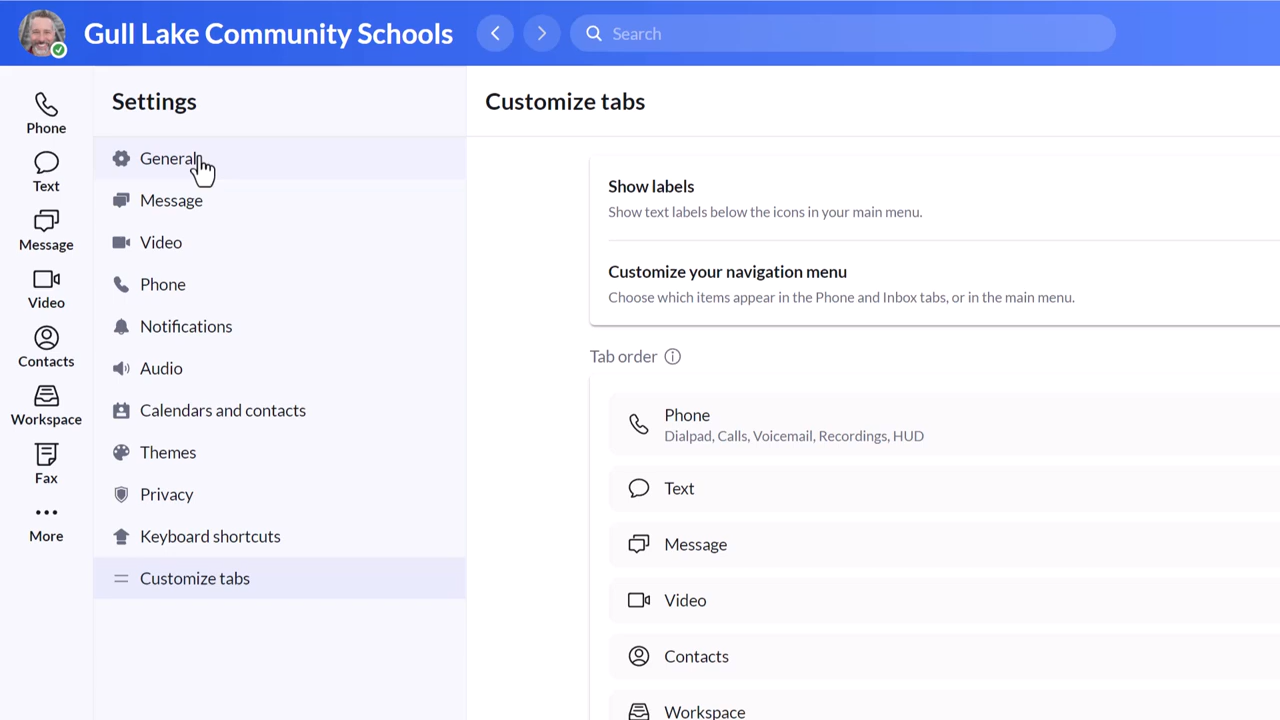 Gull Lake Community Schools
Search
Phone
Text
Message
Video
Contacts
Workspace
Fax
More
Settings
General
Message
Video
Phone
Notifications
Audio
Calendars and contacts
Themes
Privacy
Keyboard shortcuts
Customize tabs
Customize tabs
Show labels
Show text labels below the icons in your main menu.
Customize your navigation menu
Choose which items appear in the Phone and Inbox tabs, or in the main menu.
Tab order
Phone
Dialpad, Calls, Voicemail, Recordings, HUD
Text
Message
Video
Contacts
Workspace